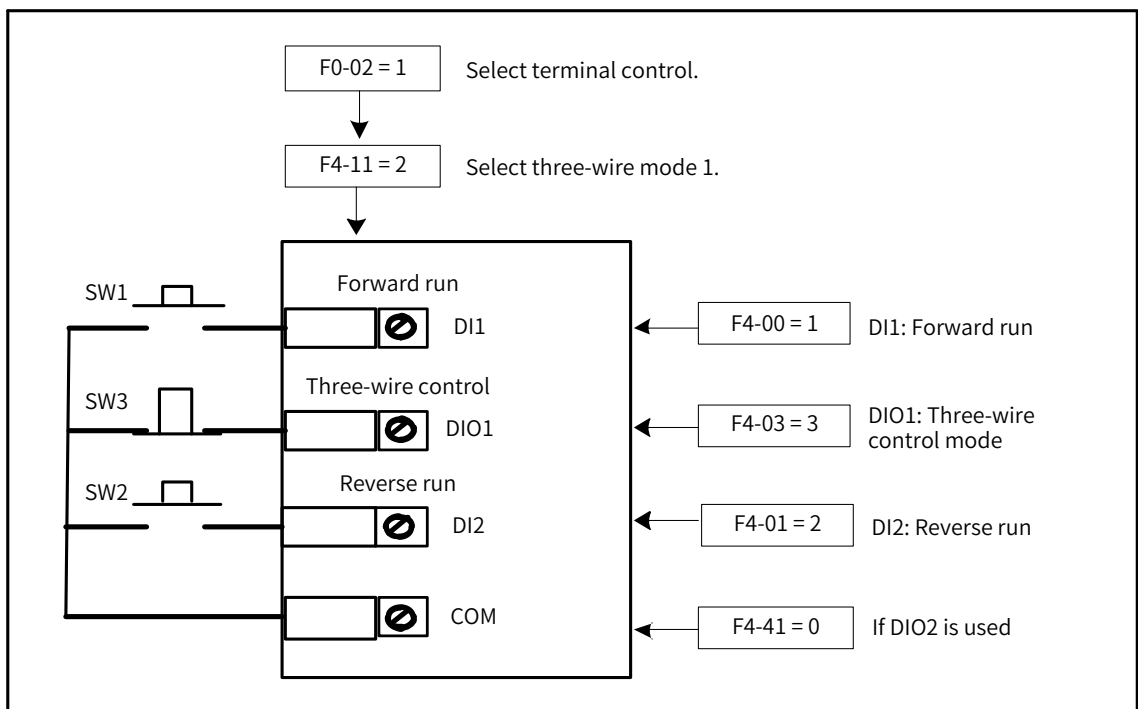 F0-02 = 1 Select terminal control.
F4-11 = 2 Select three-wire mode 1.
Forward run
SW1
DI1
F4-00 = 1 DI1: Forward run
Three-wire control
SW3
DIO1
F4-03 = 3 DIO1: Three-wire
control mode
Reverse run
SW2
DI2
F4-01 = 2 DI2: Reverse run
COM
F4-41 = 0 If DIO2 is used